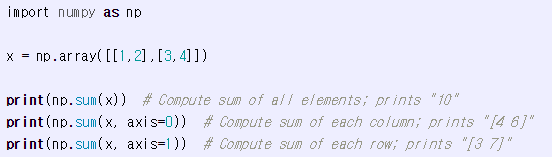 import numpy as np
x = np.array([[1,2],[3,4]])
print(np.sum(x))  # Compute sum of all elements; prints "10"
print(np.sum(x, axis=0))  # Compute sum of each column; prints "[4 6]"
print(np.sum(x, axis=1))  # Compute sum of each row; prints "[3 7]"